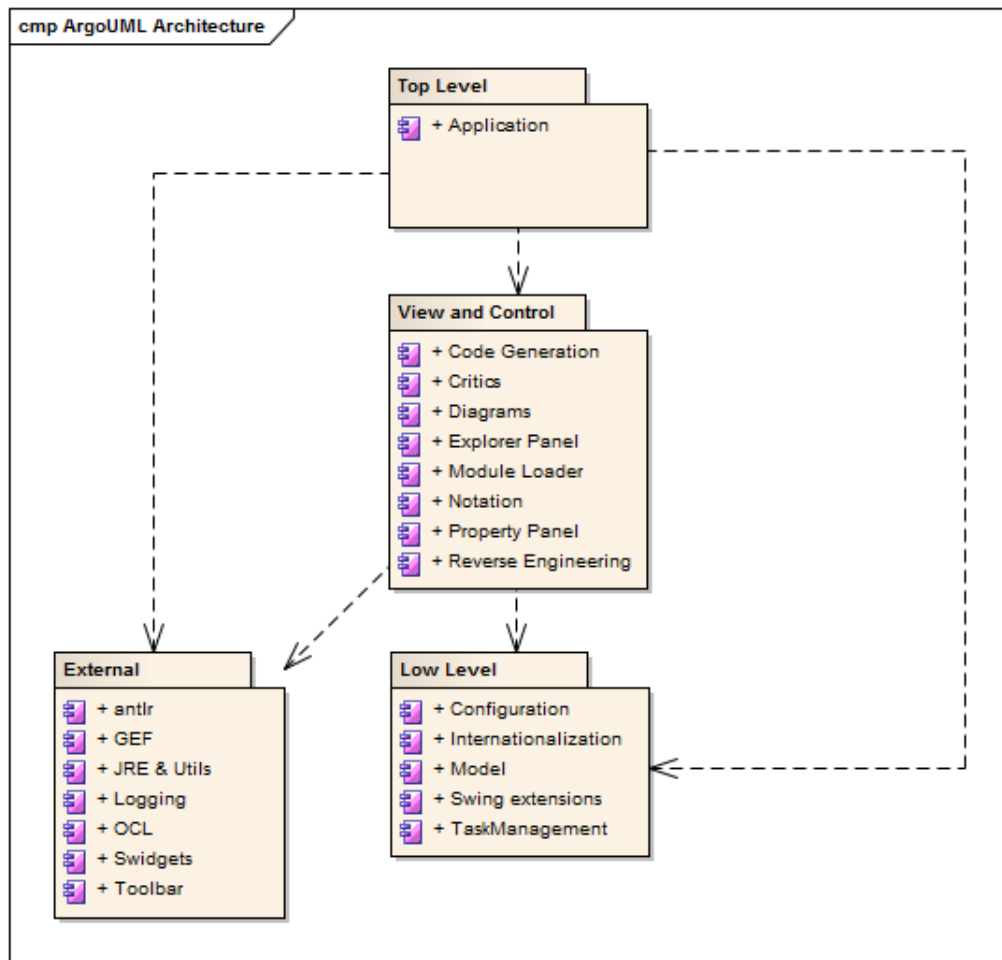 cmp ArgoUML Architecture
Top Level
+ Application
View and Control
+ Code Generation
+ Critics
+ Diagrams
+ Explorer Panel
+ Module Loader
+ Notation
+ Property Panel
+ Reverse Engineering
External
+ antlr
+ GEF
+ JRE & Utils
+ Logging
+ OCL
+ Swidgets
+ Toolbar
Low Level
+ Configuration
+ Internationalization
+ Model
+ Swing extensions
+ TaskManagement